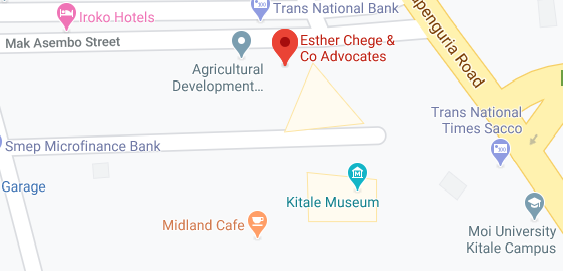 Iroko Hotels
Trans National Bank
Mak Asembo Street
Esther Chege &
Co Advocates
Agricultural
Development...
apenguria Road
Trans National
Times Sacco
Smep Microfinance Bank
Garage
Kitale Museum
Midland Cafe
Moi University
Kitale Campus